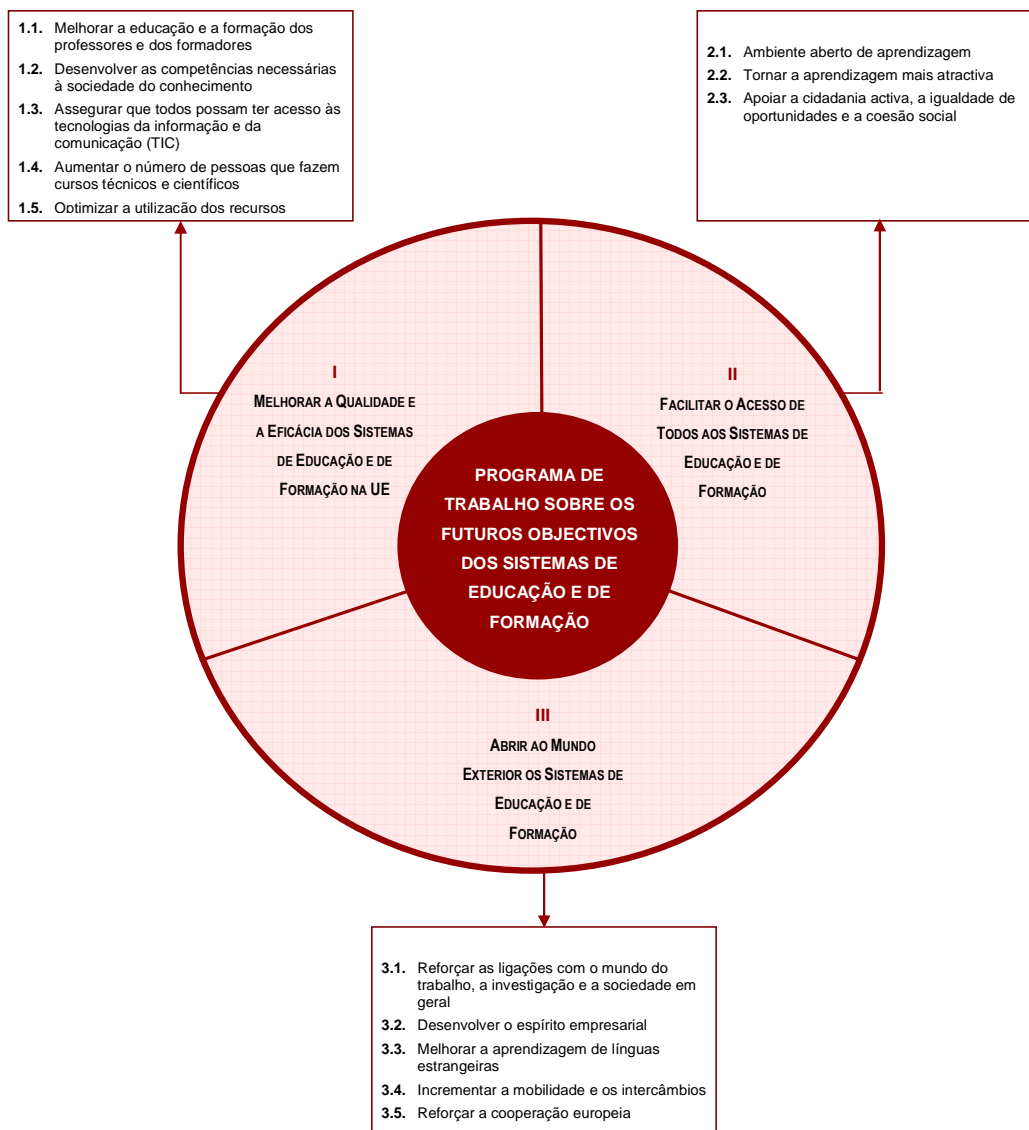 1.1. Melhorar a educação e a formação dos
professores e dos formadores
1.2. Desenvolver as competências necessárias
à sociedade do conhecimento
1.3. Assegurar que todos possam ter acesso às
tecnologias da informação e da
comunicação (TIC)
1.4. Aumentar o número de pessoas que fazem
cursos técnicos e científicos
1.5. Optimizar a utilização dos recursos
2.1. Ambiente aberto de aprendizagem
2.2. Tornar a aprendizagem mais atractiva
2.3. Apoiar a cidadania activa, a igualdade de
oportunidades e a coesão social
I
MELHORAR A QUALIDADE E
A EFICÁCIA DOS SISTEMAS
DE EDUCAÇÃO E DE
FORMAÇÃO NA UE
II
FACILITAR O ACESSO DE
TODOS AOS SISTEMAS DE
EDUCAÇÃO E DE
FORMAÇÃO
PROGRAMA DE
TRABALHO SOBRE OS
FUTUROS OBJECTIVOS
DOS SISTEMAS DE
EDUCAÇÃO E DE
FORMAÇÃO
III
ABRIR AO MUNDO
EXTERIOR OS SISTEMAS DE
EDUCAÇÃO E DE
FORMAÇÃO
3.1. Reforçar as ligações com o mundo do
trabalho, a investigação e a sociedade em
geral
3.2. Desenvolver o espírito empresarial
3.3. Melhorar a aprendizagem de línguas
estrangeiras
3.4. Incrementar a mobilidade e os intercâmbios
3.5. Reforçar a cooperação europeia